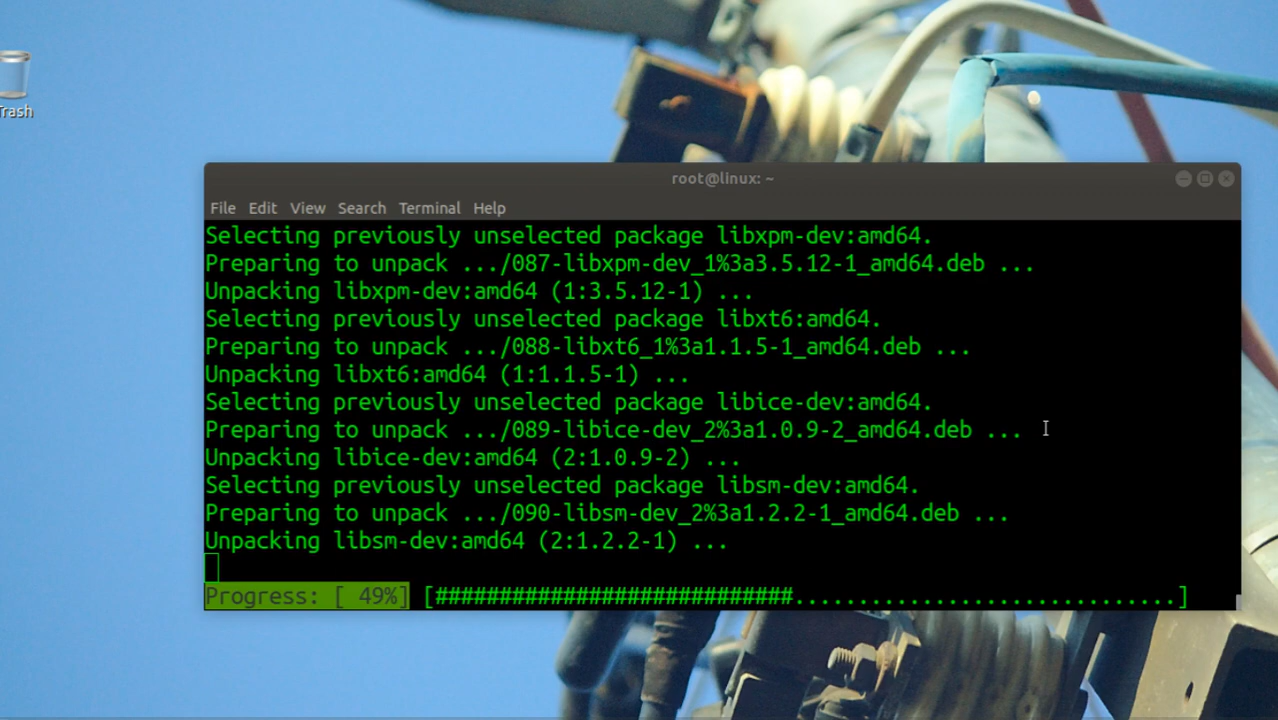 Trash
root@linux: ~
File Edit View Search Terminal Help
Selecting previously unselected package libxpm-dev:amd64.
Preparing to unpack .../087-libxpm-dev_1%3a3.5.12-1_amd64.deb ...
Unpacking libxpm-dev:amd64 (1:3.5.12-1) ...
Selecting previously unselected package libxt6:amd64.
Preparing to unpack .../088-libxt6_1%3a1.1.5-1_amd64.deb ...
Unpacking libxt6:amd64 (1:1.1.5-1) ...
Selecting previously unselected package libice-dev:amd64.
Preparing to unpack .../089-libice-dev_2%3a1.0.9-2_amd64.deb ...
Unpacking libice-dev:amd64 (2:1.0.9-2) ...
Selecting previously unselected package libsm-dev:amd64.
Preparing to unpack .../090-libsm-dev_2%3a1.2.2-1_amd64.deb ...
Unpacking libsm-dev:amd64 (2:1.2.2-1) ...
Progress: [ 49%] [############################..............................]